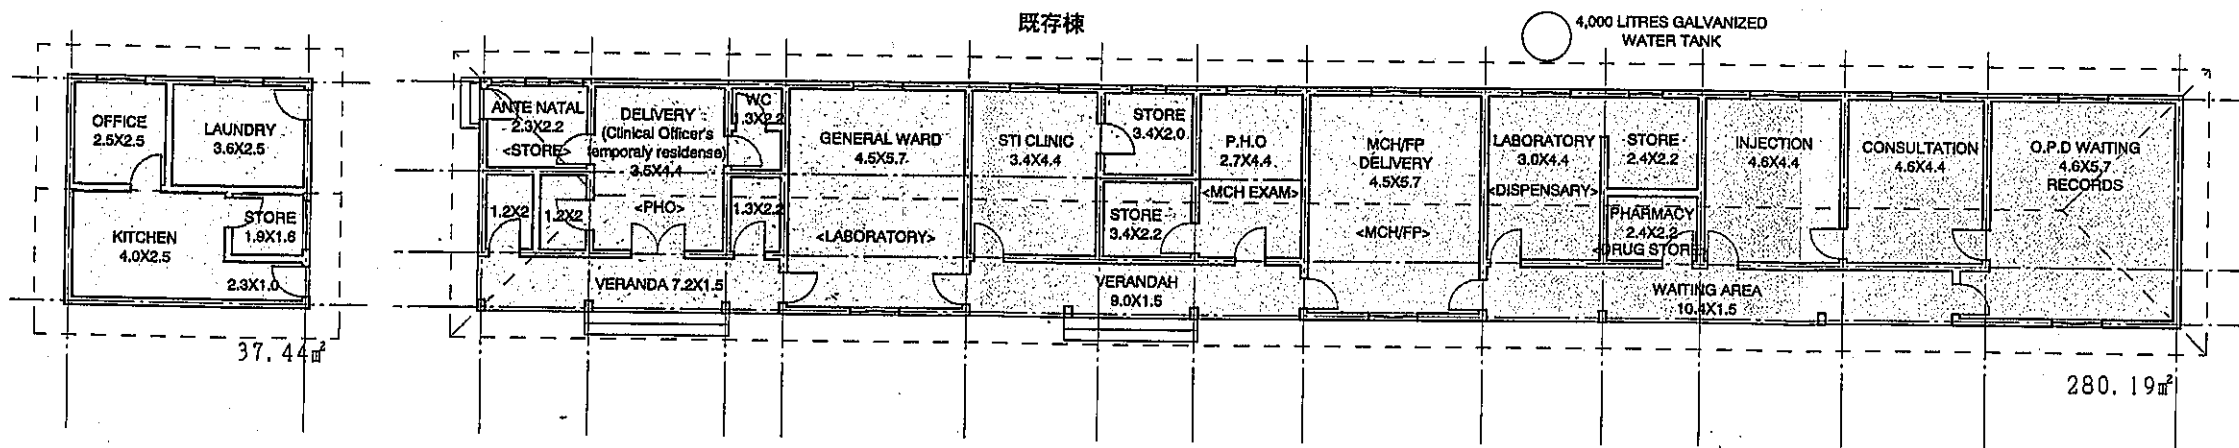 既存棟
4,000 LITRES GALVANIZED
WATER TANK
OFFICE
2.5X2.5
LAUNDRY
3.6X2.5
KITCHEN
4.0X2.5
STORE
1.9X1.6
2.3X1.0
37.44㎡
ANTE NATAL
2.3X2.2
<STORE>
1.2X2
1.2X2
DELIVERY
(Clinical Officer's
temporaly residense)
3.5X4.4
<PHO>
WC
1.3X2.2
1.3X2.2
VERANDA 7.2X1.5
GENERAL WARD
4.5X5.7
<LABORATORY>
STI CLINIC
3.4X4.4
STORE
3.4X2.0
STORE
3.4X2.2
VERANDAH
9.0X1.5
P.H.O
2.7X4.4
<MCH EXAM>
MCH/FP
DELIVERY
4.5X5.7
<MCH/FP>
LABORATORY
3.0X4.4
<DISPENSARY>
STORE
2.4X2.2
PHARMACY
2.4X2.2
<DRUG STORE>
INJECTION
4.6X4.4
CONSULTATION
4.6X4.4
WAITING AREA
10.4X1.5
O.P.D WAITING
4.6X5.7
RECORDS
280.19㎡